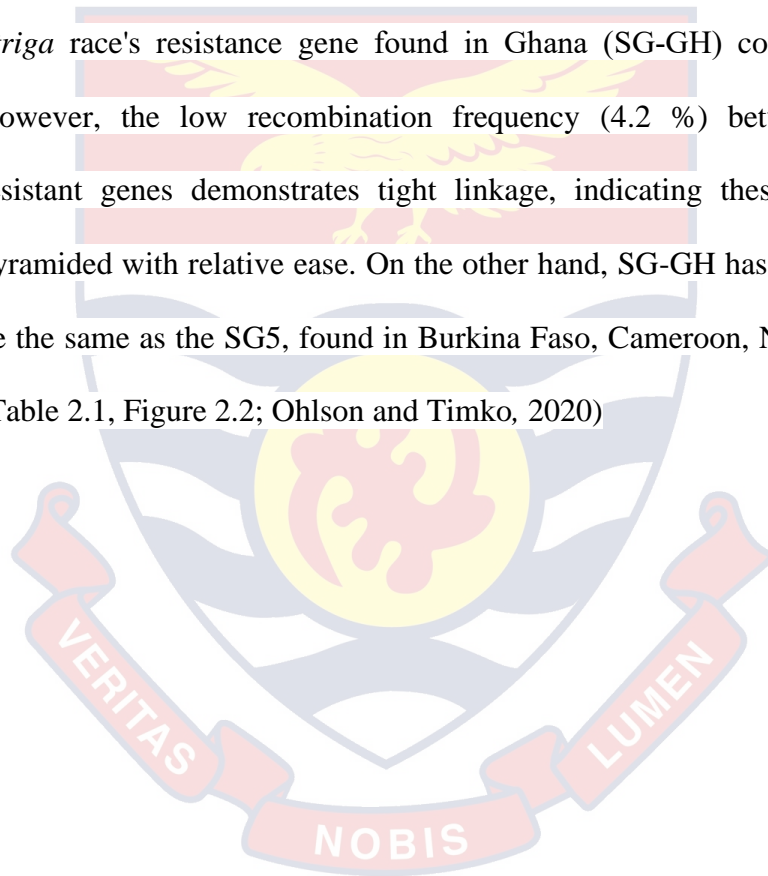 riga race's resistance gene found in Ghana (SG-GH) co
owever, the low recombination frequency (4.2 %) bet
sistant genes demonstrates tight linkage, indicating thes
yramided with relative ease. On the other hand, SG-GH has
e the same as the SG5, found in Burkina Faso, Cameroon, N
Table 2.1, Figure 2.2; Ohlson and Timko, 2020)
VERITAS
NOBIS
LUMEN